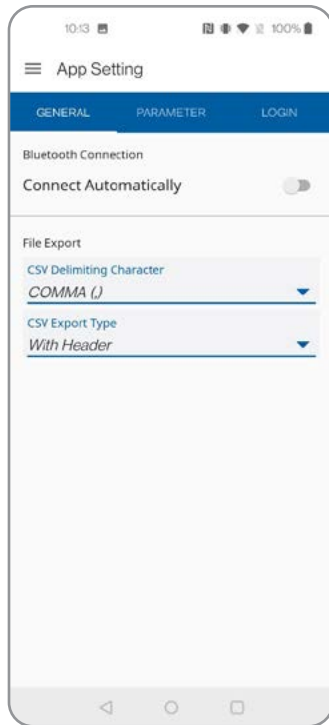 10:13 100%
App Setting
GENERAL PARAMETER LOGIN
Bluetooth Connection
Connect Automatically
File Export
CSV Delimiting Character
COMMA (,)
CSV Export Type
With Header